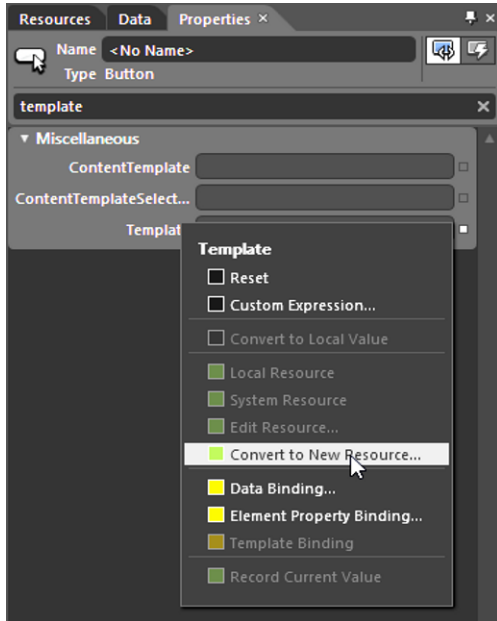 Resources Data Properties ×
Name <No Name>
Type Button
template
Miscellaneous
ContentTemplate
ContentTemplateSelect...
Templat
Template
Reset
Custom Expression...
Convert to Local Value
Local Resource
System Resource
Edit Resource...
Convert to New Resource...
Data Binding...
Element Property Binding...
Template Binding
Record Current Value